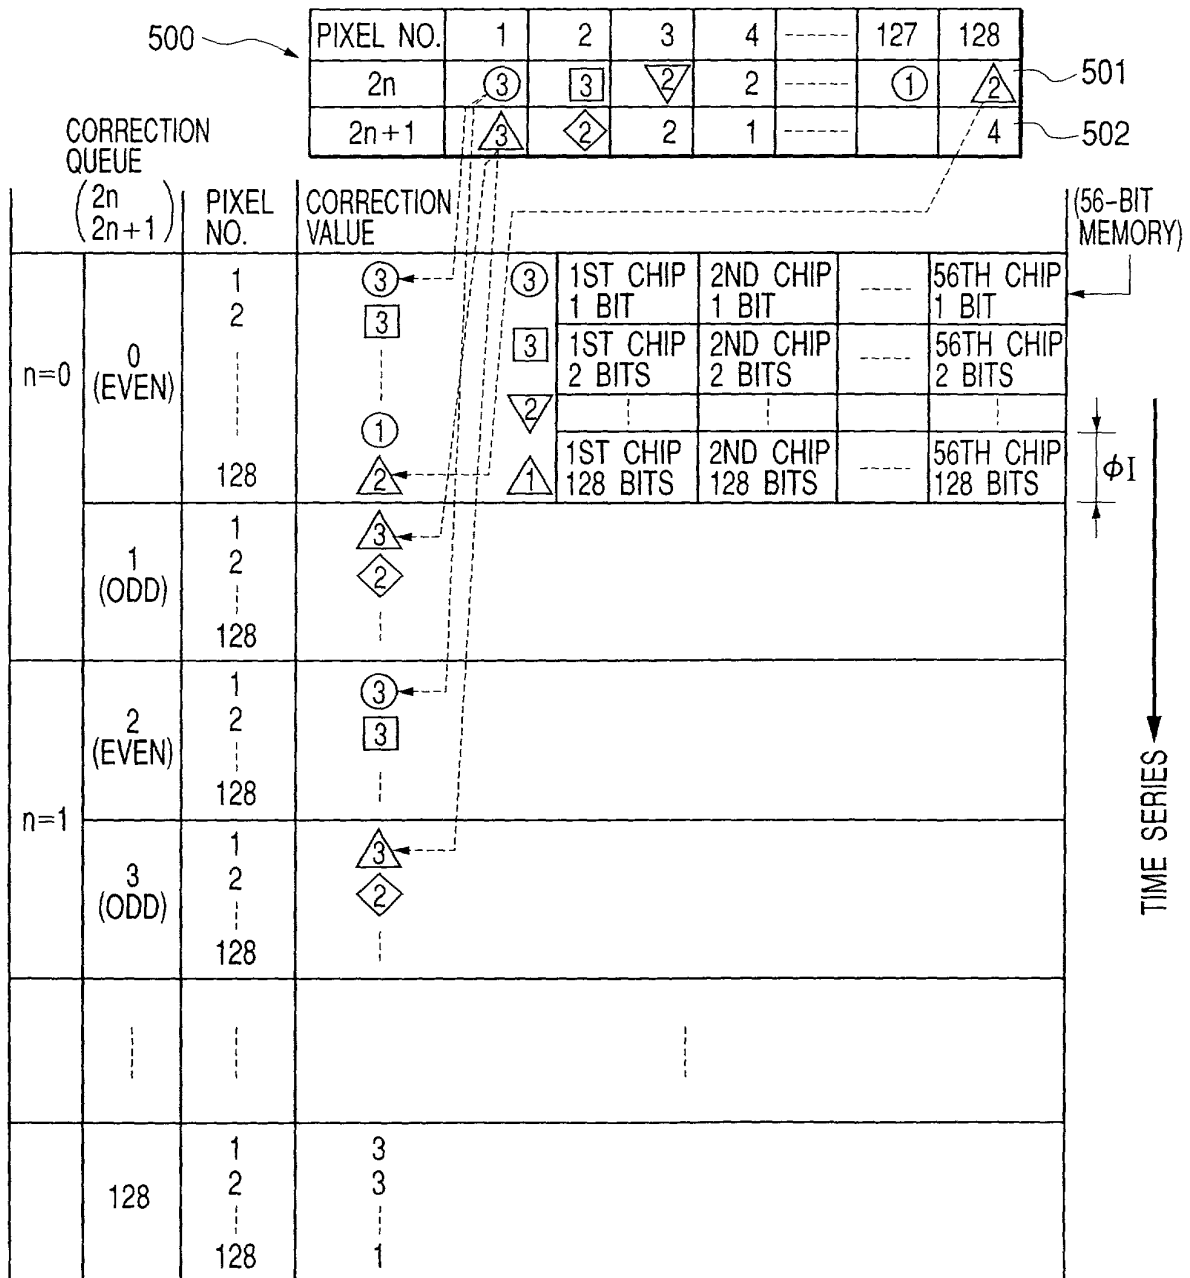 500
PIXEL NO. 1 2 3 4 127 128
2n 3 3 2 2 1 2
501
2n+1 3 2 2 1 4
502
CORRECTION
QUEUE
(2n
2n+1)
PIXEL
NO.
CORRECTION
VALUE
(56-BIT
MEMORY)
n=0
0
(EVEN)
1 3
2 3
1
128 2
3 1ST CHIP 1 BIT 2ND CHIP 1 BIT 56TH CHIP 1 BIT
3 1ST CHIP 2 BITS 2ND CHIP 2 BITS 56TH CHIP 2 BITS
2
1 1ST CHIP 128 BITS 2ND CHIP 128 BITS 56TH CHIP 128 BITS
ϕI
1
(ODD)
1 3
2 2
128
n=1
2
(EVEN)
1 3
2 3
128
3
(ODD)
1 3
2 2
128
TIME SERIES
128
1 3
2 3
128 1